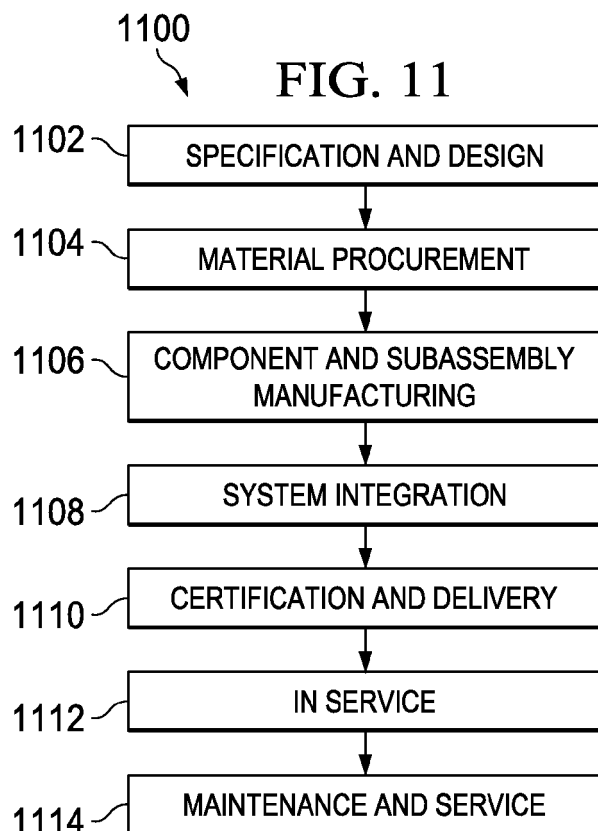 1100
FIG. 11
1102
SPECIFICATION AND DESIGN
1104
MATERIAL PROCUREMENT
1106
COMPONENT AND SUBASSEMBLY
MANUFACTURING
1108
SYSTEM INTEGRATION
1110
CERTIFICATION AND DELIVERY
1112
IN SERVICE
1114
MAINTENANCE AND SERVICE